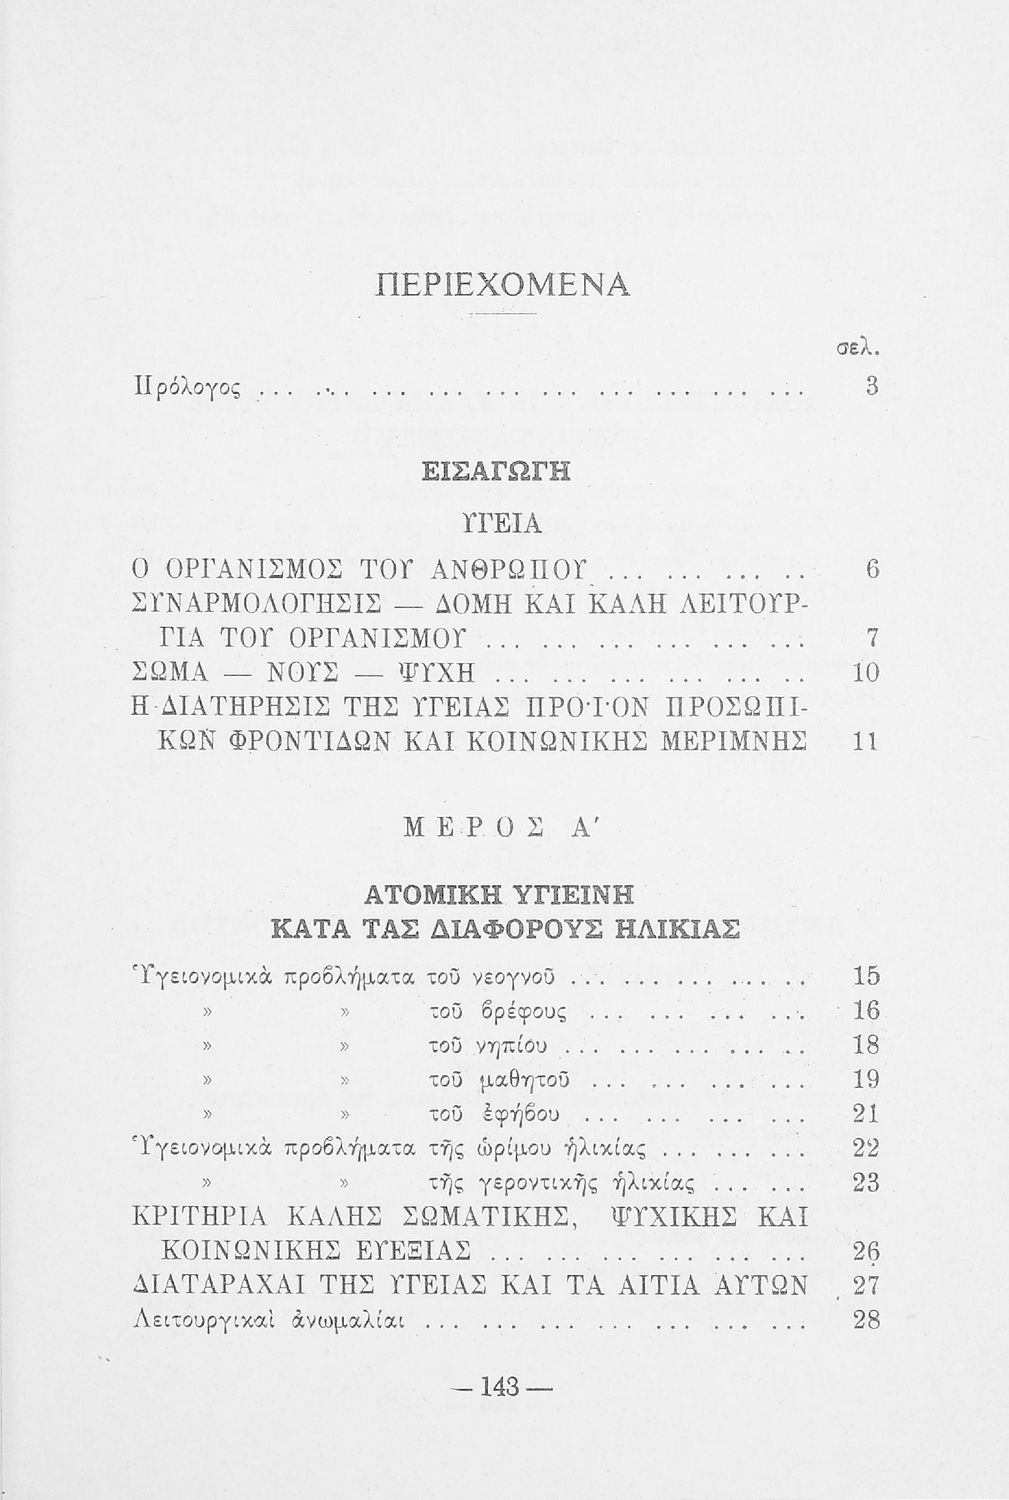 ΠΕΡΙΕΧΟΜΕΝΑ
σελ.
Πρόλογος ... ... ... ... ... ... ... ... ... ... 3
ΕΙΣΑΓΩΓΗ
ΥΓΕΙΑ
Ο ΟΡΓΑΝΙΣΜΟΣ ΤΟΥ ΑΝΘΡΩΠΟΥ ... ... ... .. 6
ΣΥΝΑΡΜΟΛΟΓΗΣΙΣ — ΔΟΜΗ ΚΑΙ ΚΑΛΗ ΛΕΙΤΟΥΡ-
ΓΙΑ ΤΟΥ ΟΡΓΑΝΙΣΜΟΥ ... ... ... ... ... .. 7
ΣΩΜΑ — ΝΟΥΣ — ΨΥΧΗ ... ... ... ... ... .. 10
Η ΔΙΑΤΗΡΗΣΙΣ ΤΗΣ ΥΓΕΙΑΣ ΠΡΟ·Ι·ΟΝ ΠΡΟΣΩΠΙ-
ΚΩΝ ΦΡΟΝΤΙΔΩΝ ΚΑΙ ΚΟΙΝΩΝΙΚΗΣ ΜΕΡΙΜΝΗΣ 11
ΜΕΡΟΣ Α΄
ΑΤΟΜΙΚΗ ΥΓΙΕΙΝΗ
ΚΑΤΑ ΤΑΣ ΔΙΑΦΟΡΟΥΣ ΗΛΙΚΙΑΣ
Ὑγειονομικὰ προβλήματα τοῦ νεογνοῦ ... ... ... ... .. 15
» » τοῦ βρέφους ... ... ... ... 16
» » τοῦ νηπίου ... ... ... ... .. 18
» » τοῦ μαθητοῦ ... ... ... ... 19
» » τοῦ ἐφήβου ... ... ... ... 21
Ὑγειονομικὰ προβλήματα τῆς ὡρίμου ἡλικίας ... ... ... 22
» » τῆς γεροντικῆς ἡλικίας ... ... 23
ΚΡΙΤΗΡΙΑ ΚΑΛΗΣ ΣΩΜΑΤΙΚΗΣ, ΨΥΧΙΚΗΣ ΚΑΙ
ΚΟΙΝΩΝΙΚΗΣ ΕΥΕΞΙΑΣ ... ... ... ... ... ... 26
ΔΙΑΤΑΡΑΧΑΙ ΤΗΣ ΥΓΕΙΑΣ ΚΑΙ ΤΑ ΑΙΤΙΑ ΑΥΤΩΝ 27
Λειτουργικαὶ ἀνωμαλίαι ... ... ... ... ... ... ... 28
— 143 —